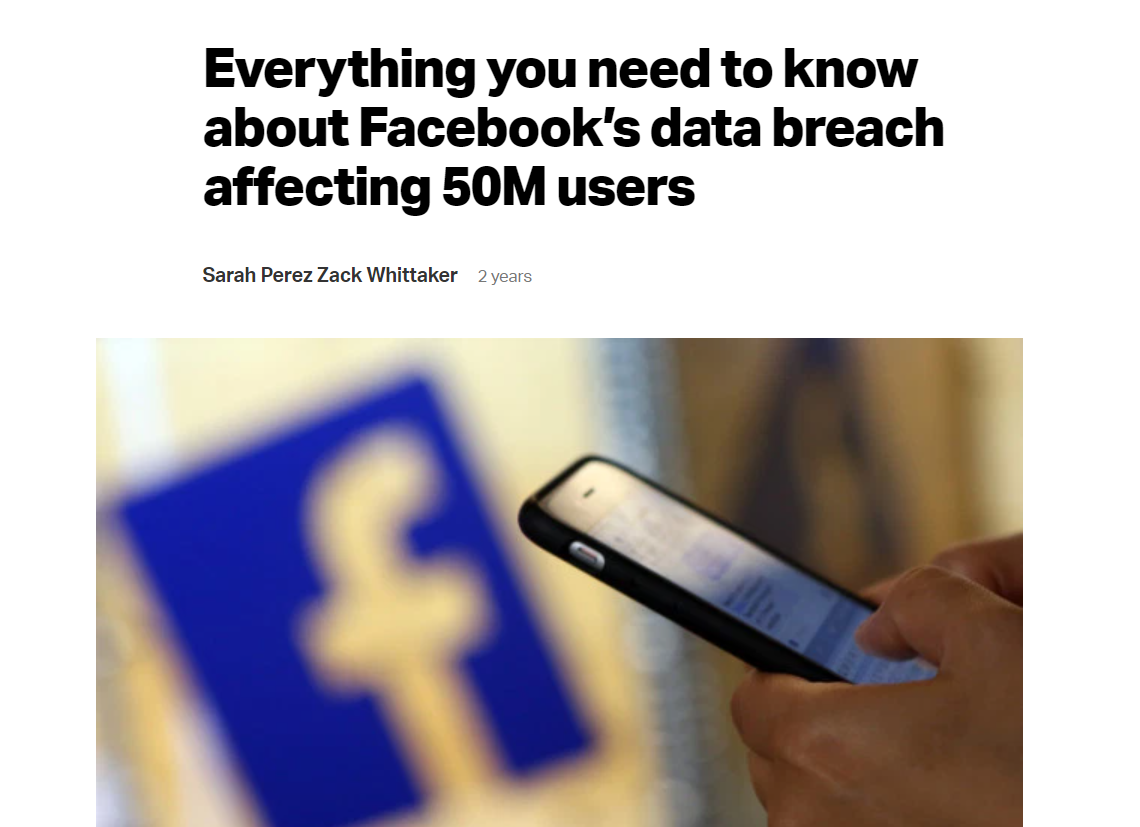 Everything you need to know
about Facebook’s data breach
affecting 50M users
Sarah Perez Zack Whittaker 2 years